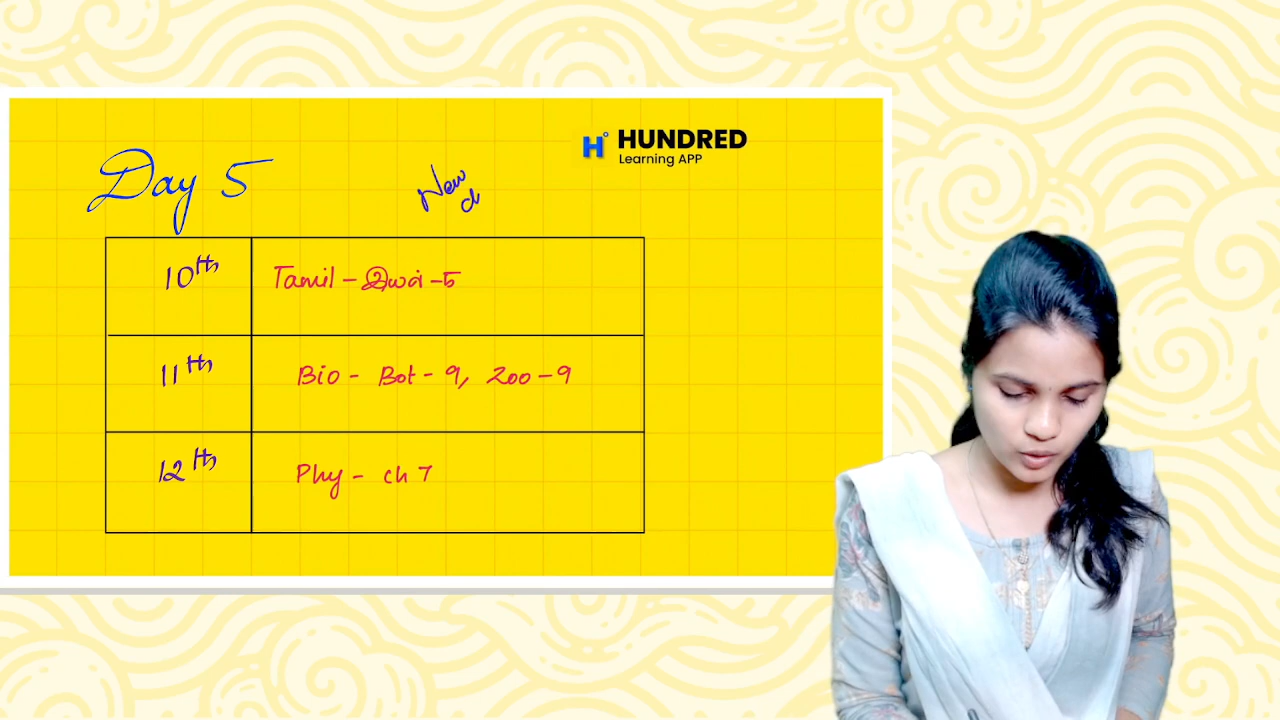 HUNDRED
Learning APP
Day 5
New
d
10th
Tamil - இயல் -5
11th
Bio - Bot - 9, Zoo - 9
12th
Phy - ch 7